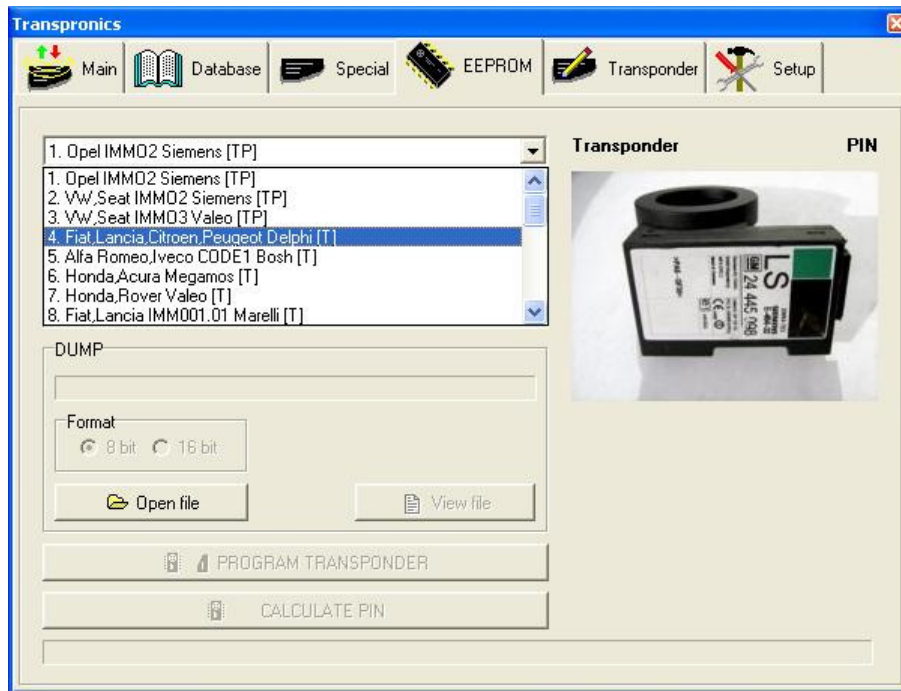 Transpronics
Main
Database
Special
EEPROM
Transponder
Setup
1. Opel IMMO2 Siemens [TP]
1. Opel IMMO2 Siemens [TP]
2. VW,Seat IMMO2 Siemens [TP]
3. VW,Seat IMMO3 Valeo [TP]
4. Fiat,Lancia,Citroen,Peugeot Delphi [T]
5. Alfa Romeo,Iveco CODE1 Bosh [T]
6. Honda,Acura Megamos [T]
7. Honda,Rover Valeo [T]
8. Fiat,Lancia IMM001.01 Marelli [T]
Transponder PIN
LS
GM 24 445 098
SIEMENS
DUMP
Format
8 bit
16 bit
Open file
View file
PROGRAM TRANSPONDER
CALCULATE PIN